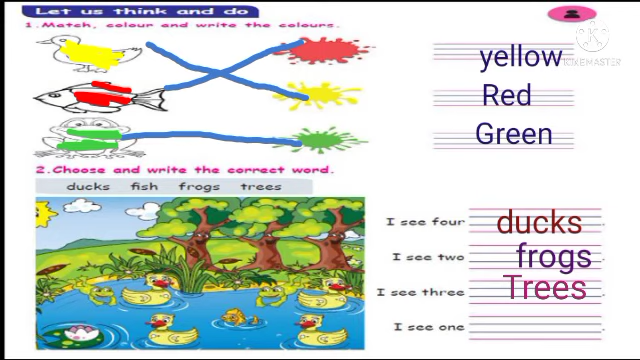 Let us think and do
1.Match, colour and write the colours.
KINEMASTER
yellow
Red
Green
2.Choose and write the correct word.
ducks fish frogs trees
I see four ducks.
I see two frogs.
I see three Trees.
I see one .